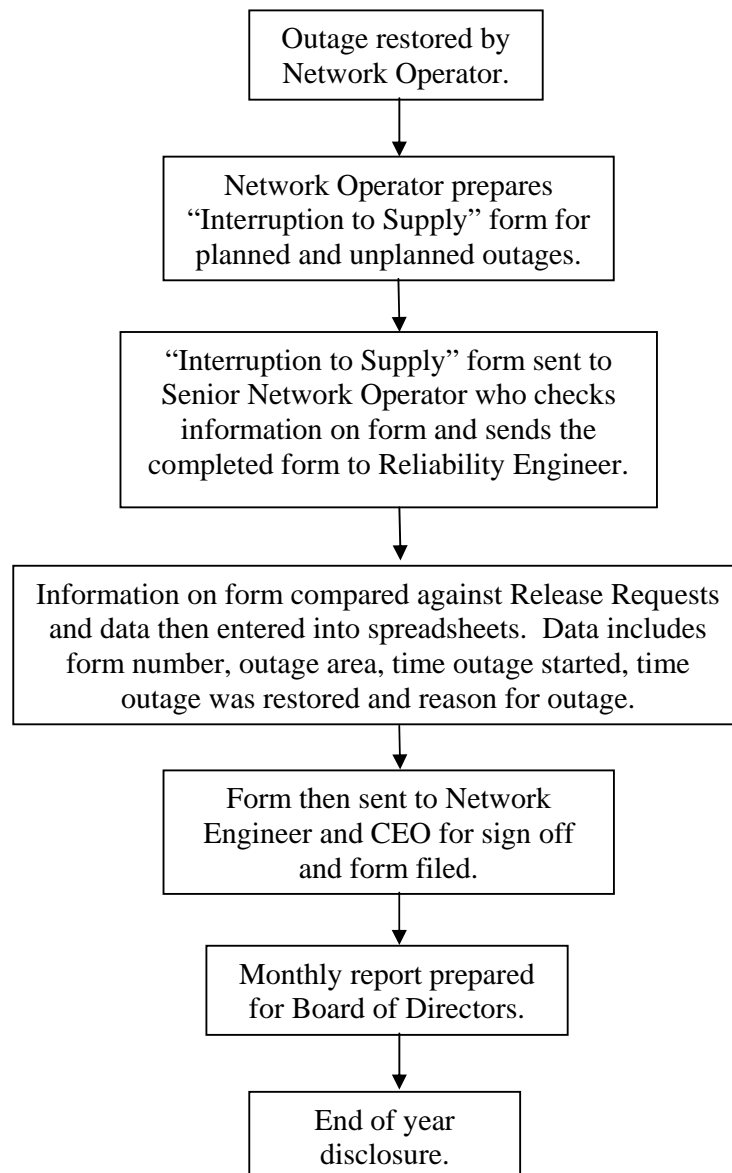 Outage restored by
Network Operator.
Network Operator prepares
“Interruption to Supply” form for
planned and unplanned outages.
“Interruption to Supply” form sent to
Senior Network Operator who checks
information on form and sends the
completed form to Reliability Engineer.
Information on form compared against Release Requests
and data then entered into spreadsheets.  Data includes
form number, outage area, time outage started, time
outage was restored and reason for outage.
Form then sent to Network
Engineer and CEO for sign off
and form filed.
Monthly report prepared
for Board of Directors.
End of year
disclosure.